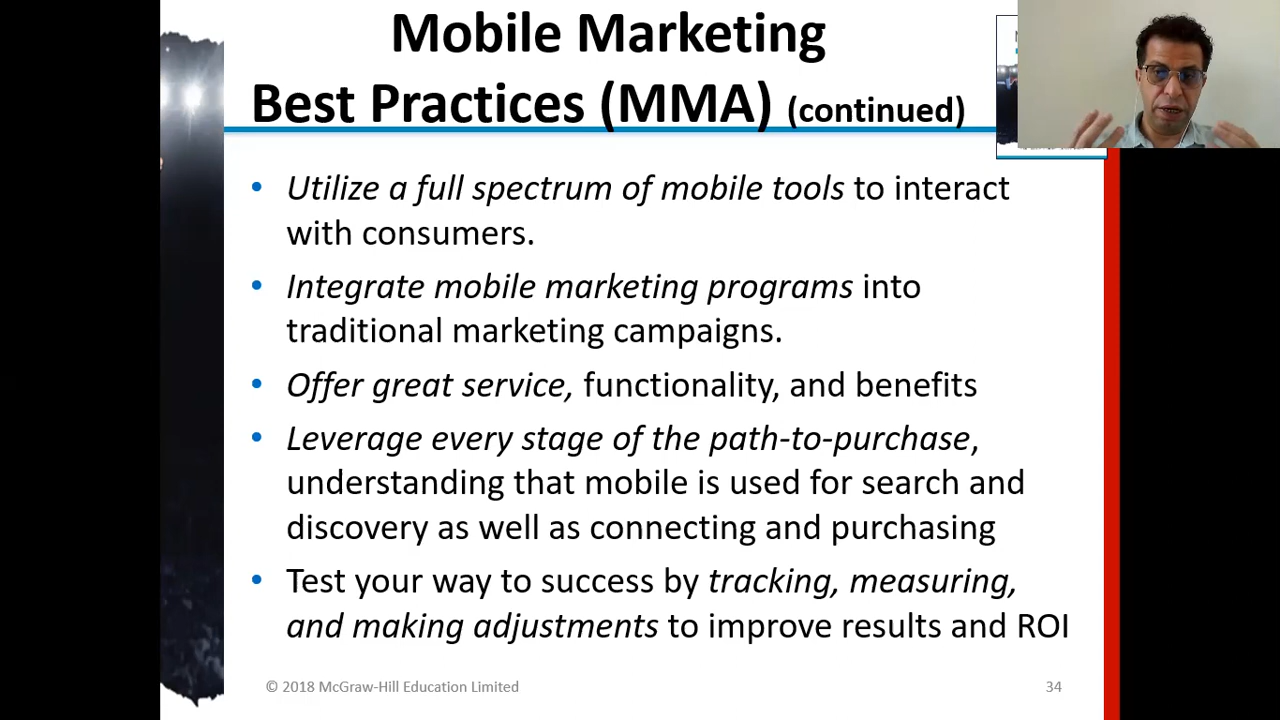 Mobile Marketing
Best Practices (MMA) (continued)
• Utilize a full spectrum of mobile tools to interact
with consumers.
• Integrate mobile marketing programs into
traditional marketing campaigns.
• Offer great service, functionality, and benefits
• Leverage every stage of the path-to-purchase,
understanding that mobile is used for search and
discovery as well as connecting and purchasing
• Test your way to success by tracking, measuring,
and making adjustments to improve results and ROI
© 2018 McGraw-Hill Education Limited
34